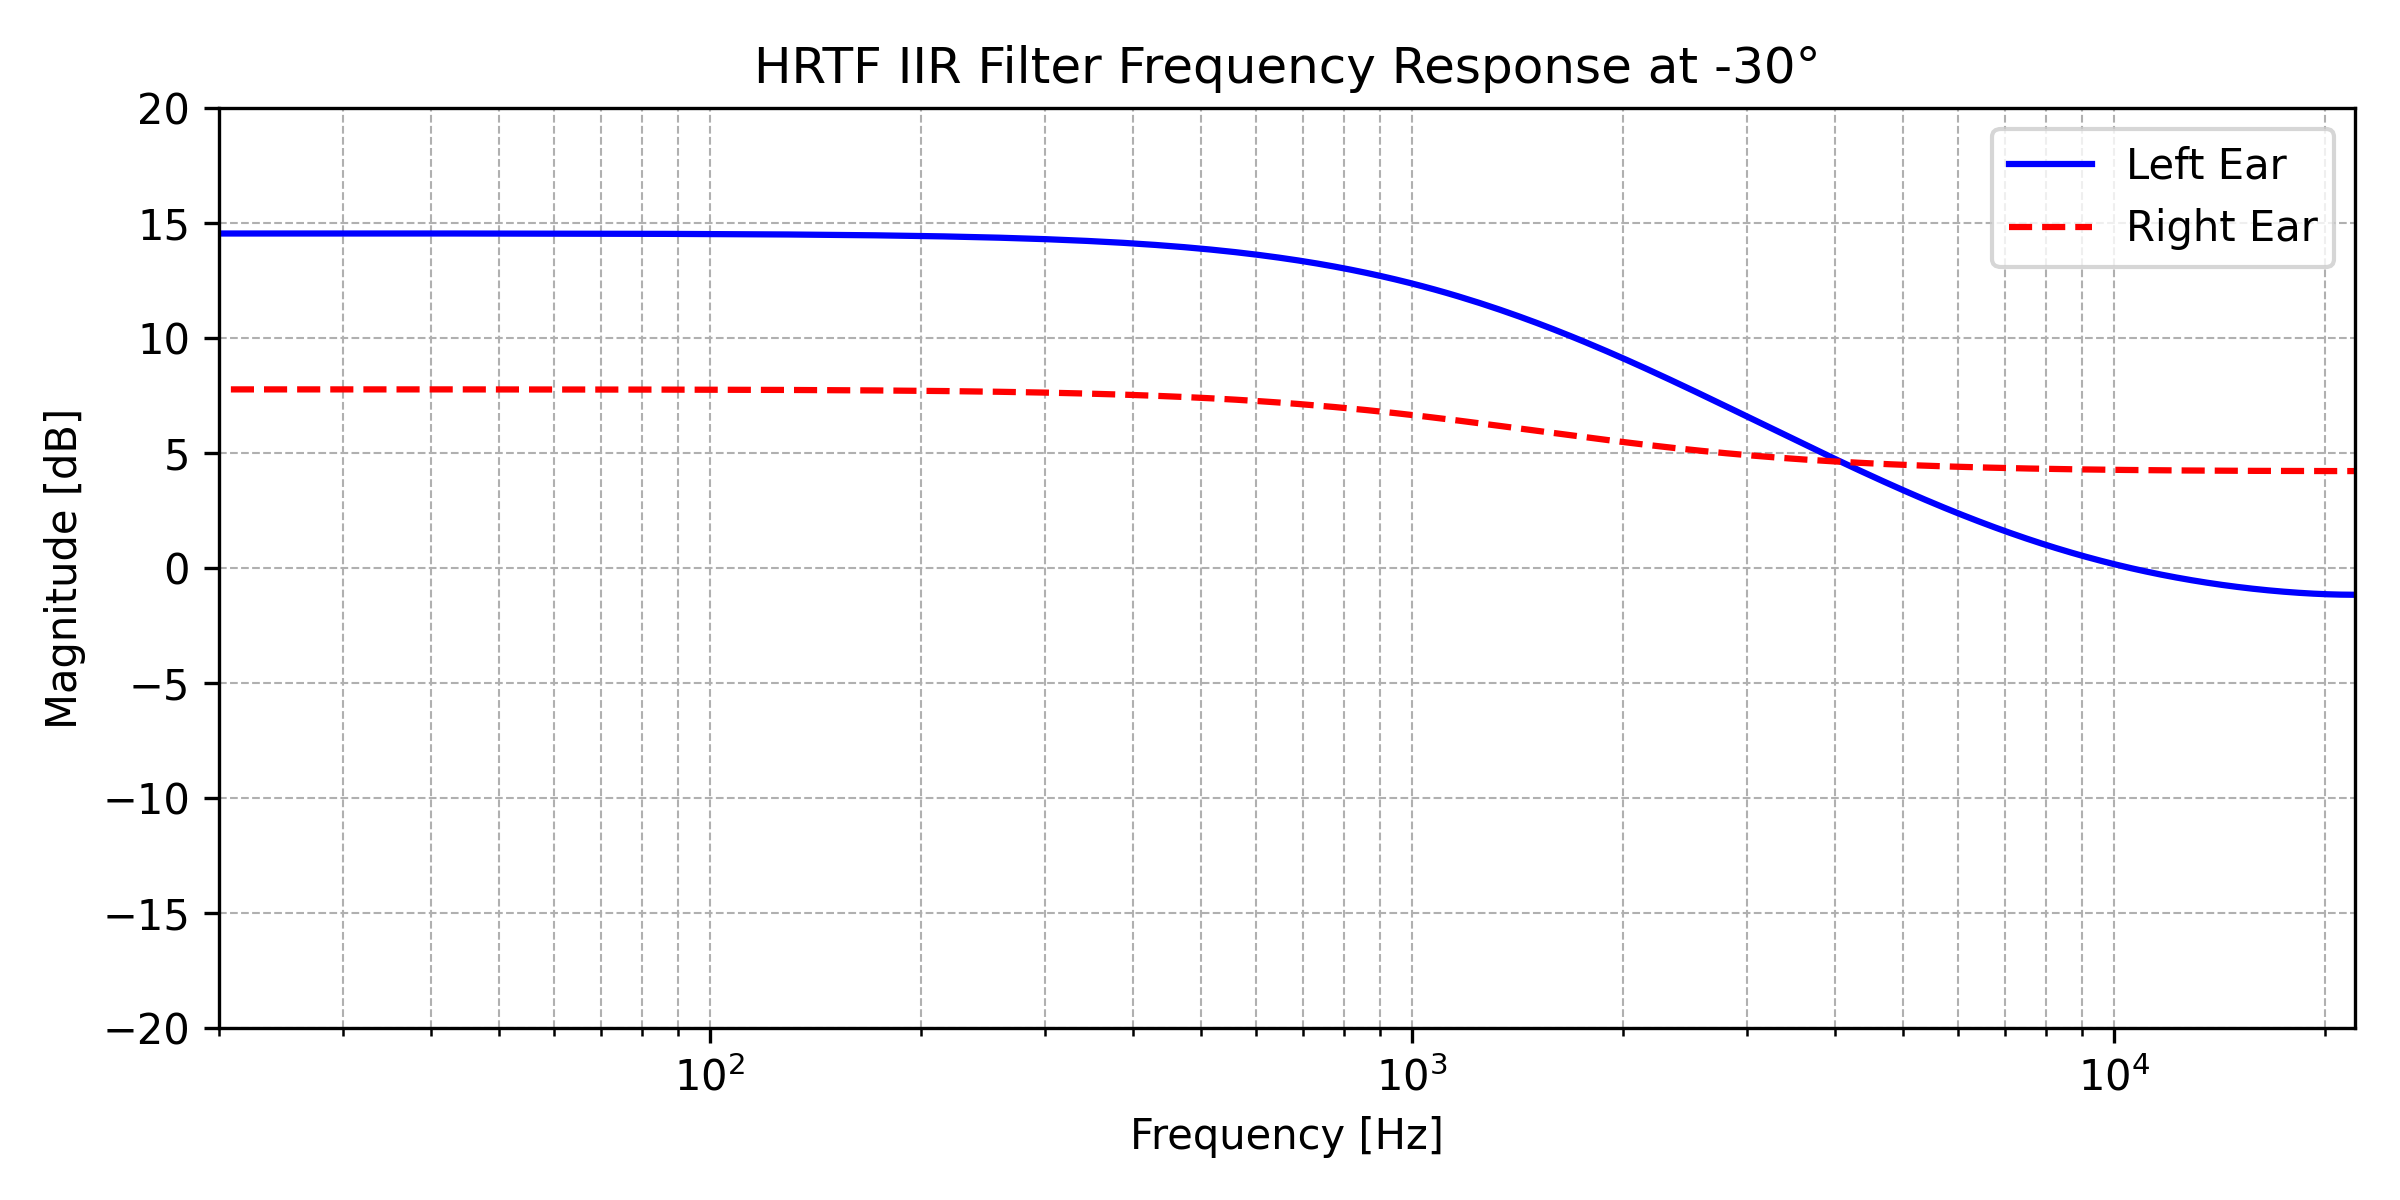 HRTF IIR Filter Frequency Response at -30°
20
15
10
5
0
−5
−10
−15
−20
Magnitude [dB]
Left Ear
Right Ear
10²
10³
10⁴
Frequency [Hz]